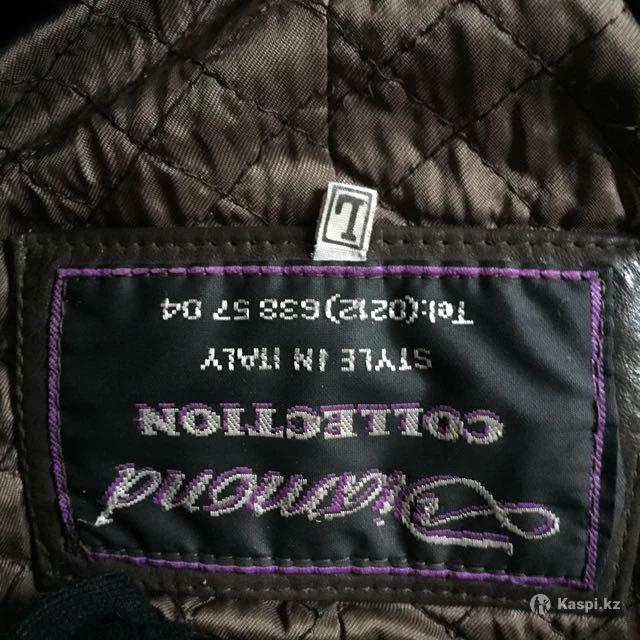 Diamond
COLLECTION
STYLE IN ITALY
Tel:(0212) 638 57 04
L
Kaspi.kz